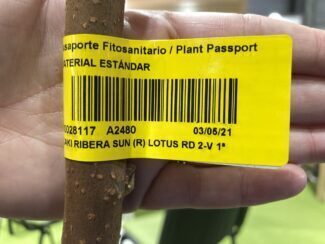 saporte Fitosanitario / Plant Passport
ATERIAL ESTÁNDAR
0028117 A2480 03/05/21
AKI RIBERA SUN (R) LOTUS RD 2-V 1ª